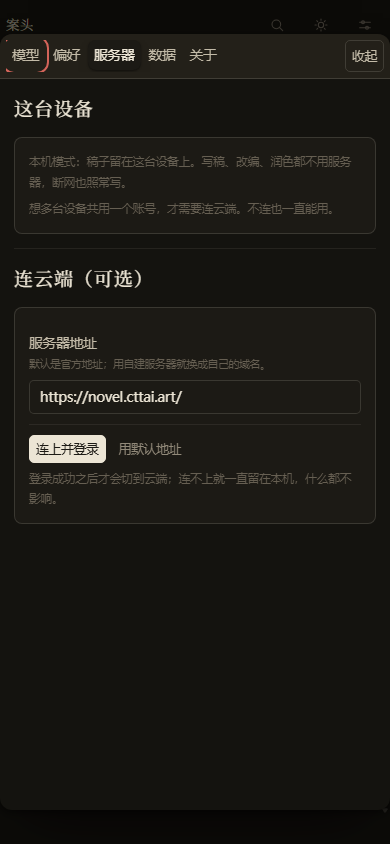 案头
模型 偏好 服务器 数据 关于 收起
这台设备
本机模式：稿子留在这台设备上。写稿、改编、润色都不用服务
器，断网也照常写。
想多台设备共用一个账号，才需要连云端。不连也一直能用。
连云端（可选）
服务器地址
默认是官方地址；用自建服务器就换成自己的域名。
https://novel.cttai.art/
连上并登录 用默认地址
登录成功之后才会切到云端；连不上就一直留在本机，什么都不
影响。